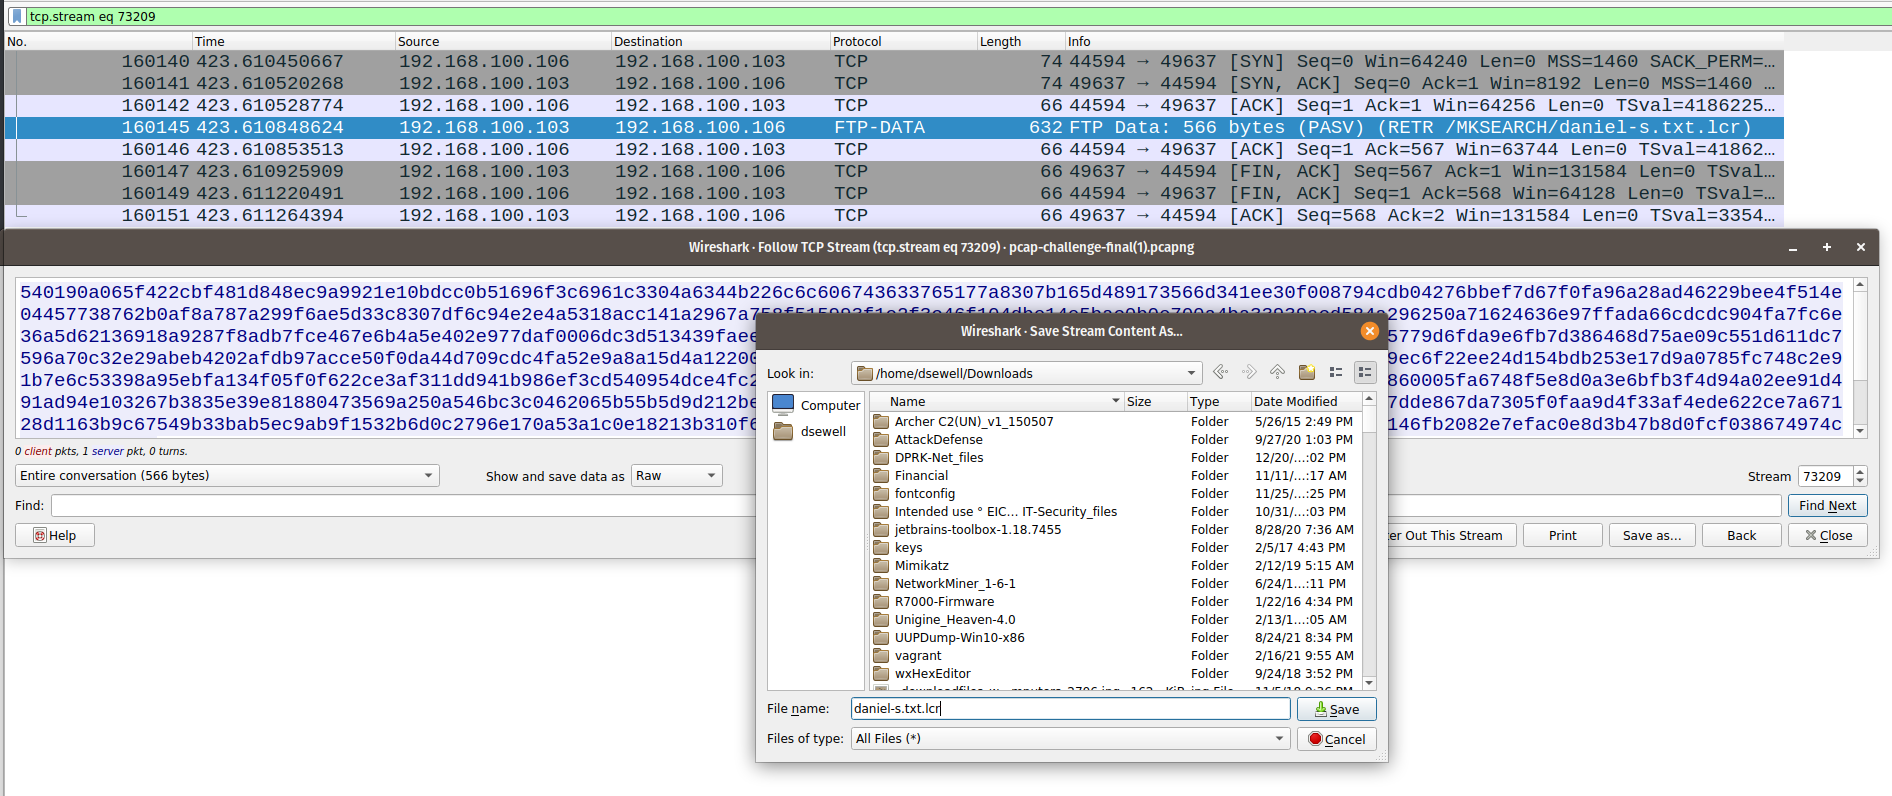 tcp.stream eq 73209
No. Time Source Destination Protocol Length Info
160140 423.610450667 192.168.100.106 192.168.100.103 TCP 74 44594 → 49637 [SYN] Seq=0 Win=64240 Len=0 MSS=1460 SACK_PERM=…
160141 423.610520268 192.168.100.103 192.168.100.106 TCP 74 49637 → 44594 [SYN, ACK] Seq=0 Ack=1 Win=8192 Len=0 MSS=1460 …
160142 423.610528774 192.168.100.106 192.168.100.103 TCP 66 44594 → 49637 [ACK] Seq=1 Ack=1 Win=64256 Len=0 TSval=4186225…
160145 423.610848624 192.168.100.103 192.168.100.106 FTP-DATA 632 FTP Data: 566 bytes (PASV) (RETR /MKSEARCH/daniel-s.txt.lcr)
160146 423.610853513 192.168.100.106 192.168.100.103 TCP 66 44594 → 49637 [ACK] Seq=1 Ack=567 Win=63744 Len=0 TSval=41862…
160147 423.610925909 192.168.100.103 192.168.100.106 TCP 66 49637 → 44594 [FIN, ACK] Seq=567 Ack=1 Win=131584 Len=0 TSval…
160149 423.611220491 192.168.100.106 192.168.100.103 TCP 66 44594 → 49637 [FIN, ACK] Seq=1 Ack=568 Win=64128 Len=0 TSval=…
160151 423.611264394 192.168.100.103 192.168.100.106 TCP 66 49637 → 44594 [ACK] Seq=568 Ack=2 Win=131584 Len=0 TSval=3354…
Wireshark · Follow TCP Stream (tcp.stream eq 73209) · pcap-challenge-final(1).pcapng
540190a065f422cbf481d848ec9a9921e10bdcc0b51696f3c6961c3304a6344b226c6c606743633765177a8307b165d489173566d341ee30f008794cdb04276bbef7d67f0fa96a28ad46229bee4f514e
04457738762b0af8a787a299f6ae5d33c8307df6c94e2e4a5318acc141a2967a 296250a71624636e97ffada66cdcdc904fa7fc6e
36a5d62136918a9287f8adb7fce467e6b4a5e402e977daf0006dc3d513439fae 5779d6fda9e6fb7d386468d75ae09c551d611dc7
596a70c32e29abeb4202afdb97acce50f0da44d709cdc4fa52e9a8a15d4a12200 9ec6f22ee24d154bdb253e17d9a0785fc748c2e9
1b7e6c53398a95ebfa134f05f0f622ce3af311dd941b986ef3cd540954dce4fc2 860005fa6748f5e8d0a3e6bfb3f4d94a02ee91d4
91ad94e103267b3835e39e81880473569a250a546bc3c0462065b55b5d9d212be 7dde867da7305f0faa9d4f33af4ede622ce7a671
28d1163b9c67549b33bab5ec9ab9f1532b6d0c2796e170a53a1c0e18213b310f6 146fb2082e7efac0e8d3b47b8d0fcf038674974c
0 client pkts, 1 server pkt, 0 turns.
Entire conversation (566 bytes) Show and save data as Raw Stream 73209
Find: Find Next
Help er Out This Stream Print Save as... Back Close
Wireshark · Save Stream Content As...
Look in: /home/dsewell/Downloads
Computer
dsewell
Name Size Type Date Modified
Archer C2(UN)_v1_150507 Folder 5/26/15 2:49 PM
AttackDefense Folder 9/27/20 1:03 PM
DPRK-Net_files Folder 12/20/…:02 PM
Financial Folder 11/11/…:17 AM
fontconfig Folder 11/25/…:25 PM
Intended use ° EIC… IT-Security_files Folder 10/31/…:03 PM
jetbrains-toolbox-1.18.7455 Folder 8/28/20 7:36 AM
keys Folder 2/5/17 4:43 PM
Mimikatz Folder 2/12/19 5:15 AM
NetworkMiner_1-6-1 Folder 6/24/1…:11 PM
R7000-Firmware Folder 1/22/16 4:34 PM
Unigine_Heaven-4.0 Folder 2/13/1…:05 AM
UUPDump-Win10-x86 Folder 8/24/21 8:34 PM
vagrant Folder 2/16/21 9:55 AM
wxHexEditor Folder 9/24/18 3:52 PM
File name: daniel-s.txt.lcr Save
Files of type: All Files (*) Cancel